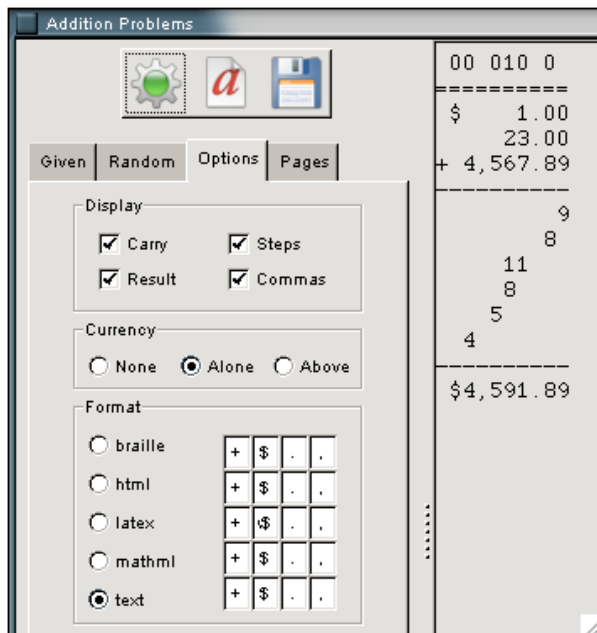 Addition Problems
a
Given Random Options Pages
Display
Carry Steps
Result Commas
Currency
None Alone Above
Format
braille + $ . ,
html + $ . ,
latex + \$ . ,
mathml + $ . ,
text + $ . ,
00 010 0
==========
$ 1.00
23.00
+ 4,567.89
----------
9
8
11
8
5
4
----------
$4,591.89